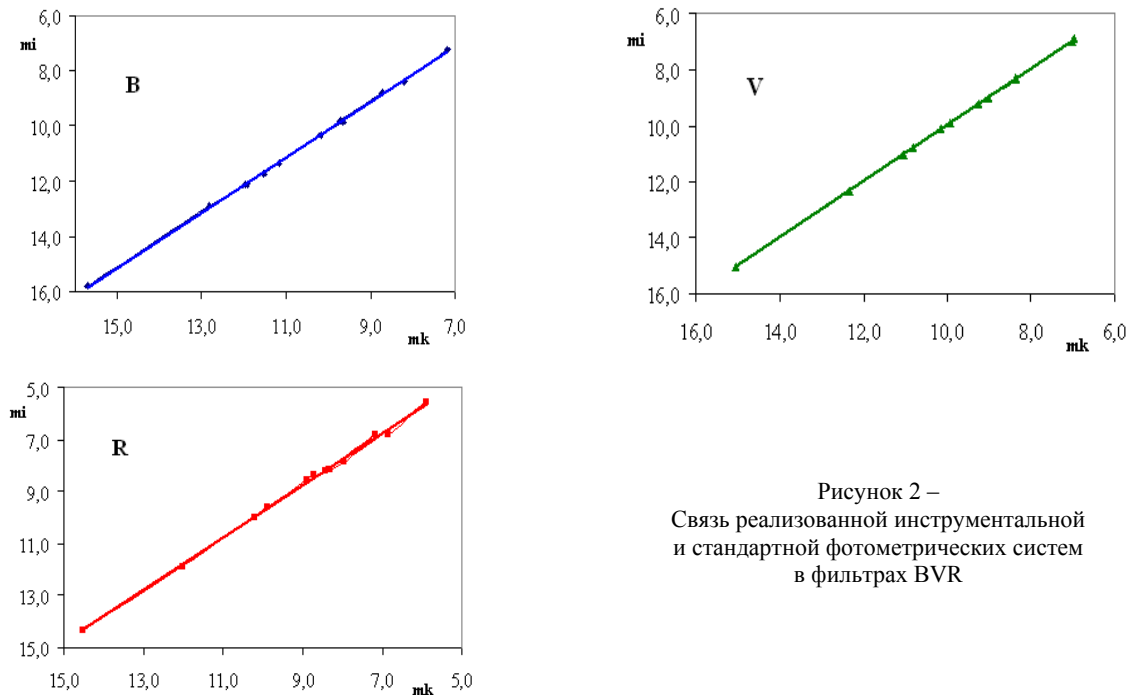 6,0
mi
8,0
B
10,0
12,0
14,0
16,0
15,0 13,0 11,0 9,0 7,0
mk
6,0
mi
8,0
V
10,0
12,0
14,0
16,0
16,0 14,0 12,0 10,0 8,0 6,0
mk
5,0
mi
7,0
R
9,0
11,0
13,0
15,0
15,0 13,0 11,0 9,0 7,0 5,0
mk
Рисунок 2 –
Связь реализованной инструментальной
и стандартной фотометрических систем
в фильтрах BVR